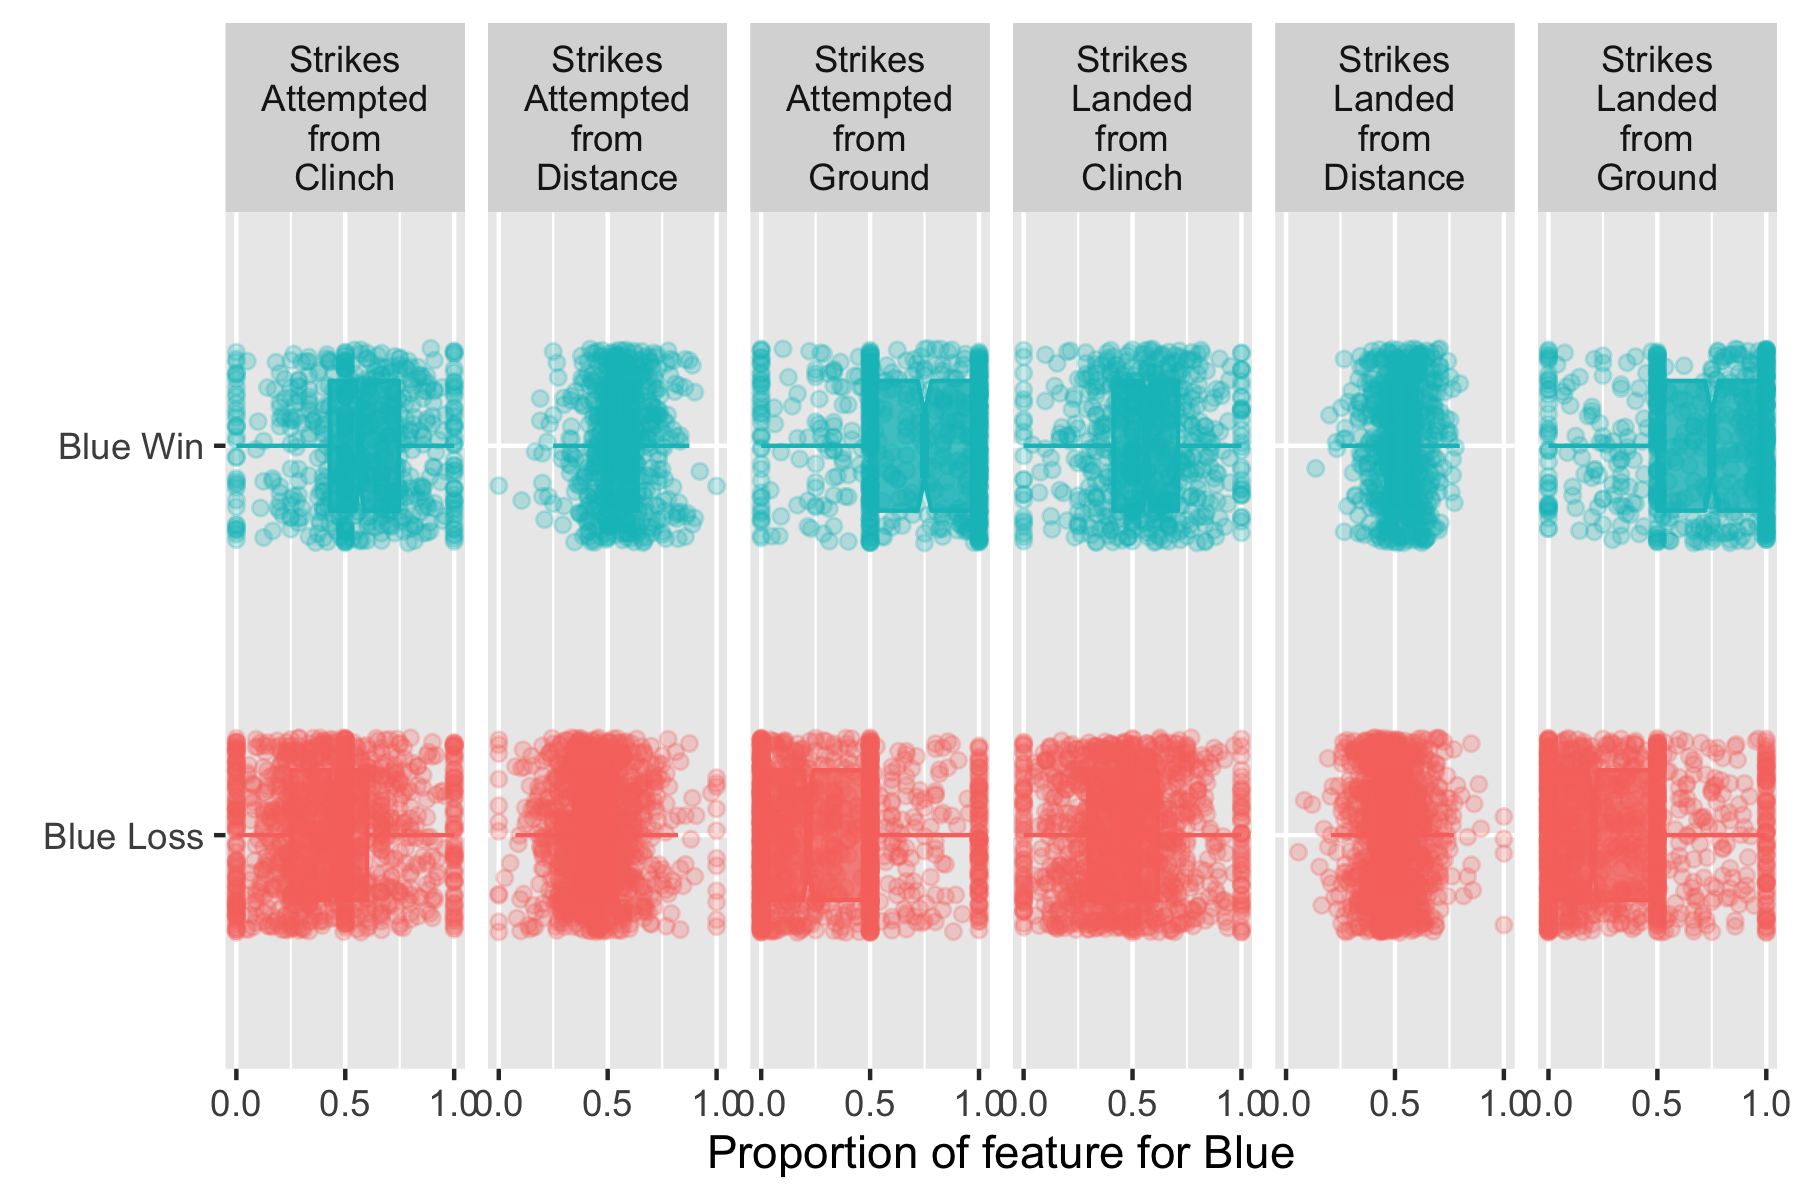 Strikes Attempted from Clinch
Strikes Attempted from Distance
Strikes Attempted from Ground
Strikes Landed from Clinch
Strikes Landed from Distance
Strikes Landed from Ground
Blue Win
Blue Loss
0.0 0.5 1.0 0.0 0.5 1.0 0.0 0.5 1.0 0.0 0.5 1.0 0.0 0.5 1.0 0.0 0.5 1.0
Proportion of feature for Blue